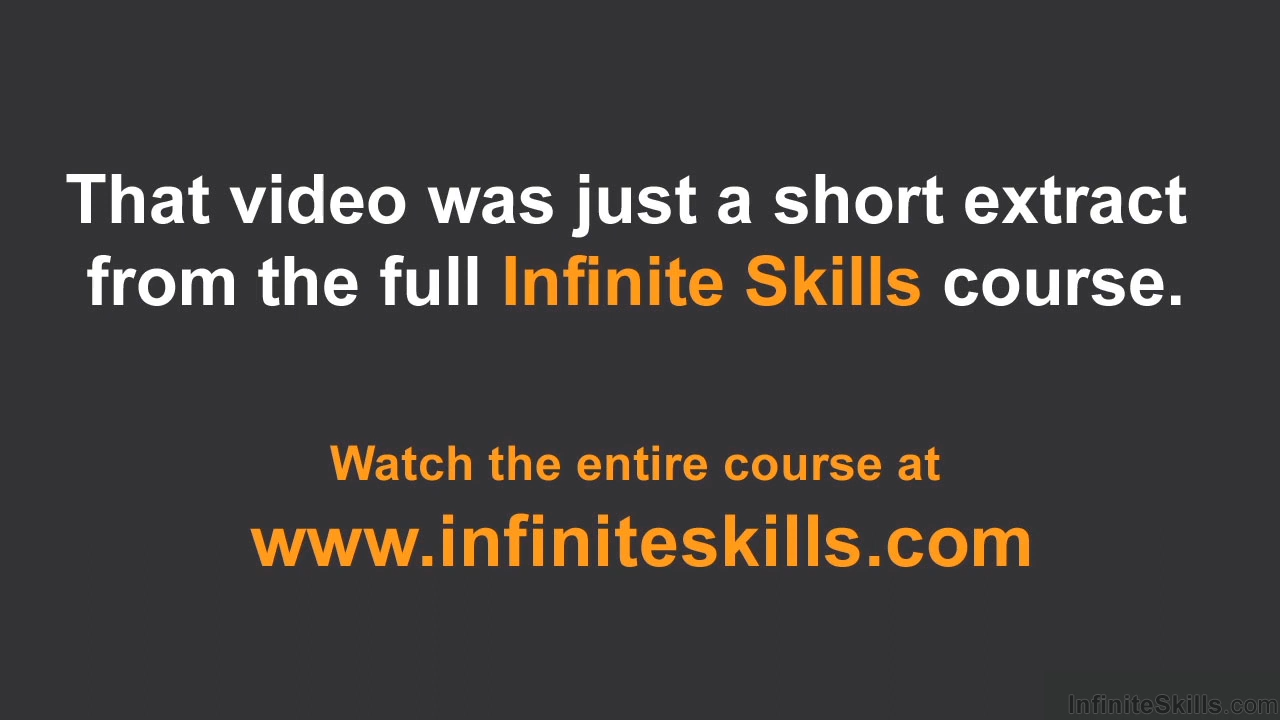 That video was just a short extract
from the full Infinite Skills course.
Watch the entire course at
www.infiniteskills.com
InfiniteSkills.com